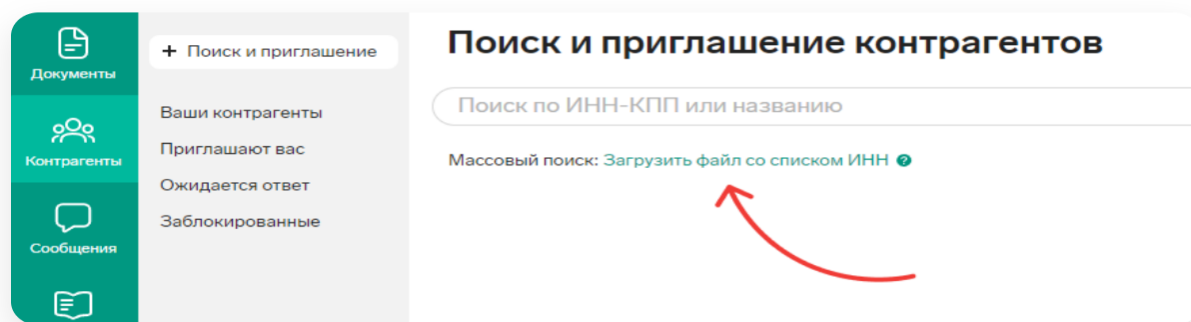 Документы
Контрагенты
Сообщения
+ Поиск и приглашение
Ваши контрагенты
Приглашают вас
Ожидается ответ
Заблокированные
Поиск и приглашение контрагентов
Поиск по ИНН-КПП или названию
Массовый поиск: Загрузить файл со списком ИНН ?